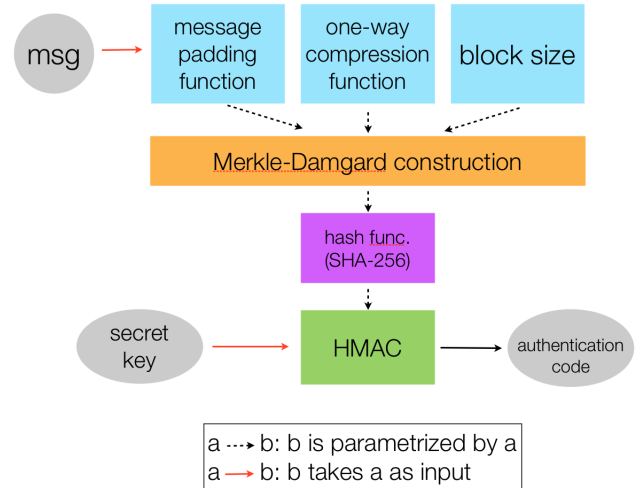 msg
message
padding
function
one-way
compression
function
block size
Merkle-Damgard construction
hash func.
(SHA-256)
secret
key
HMAC
authentication
code
a ---> b: b is parametrized by a
a → b: b takes a as input